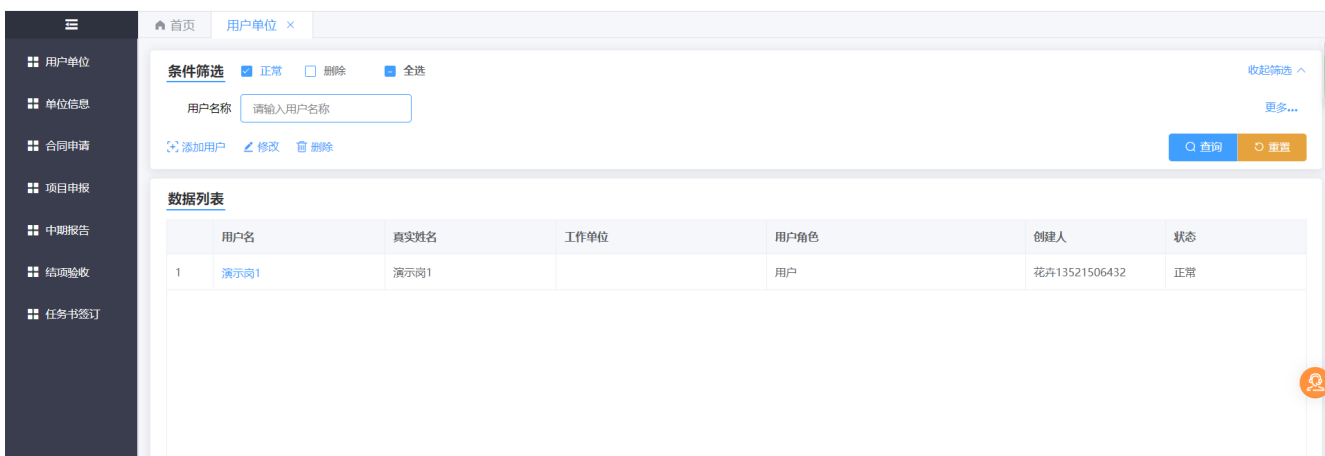 首页 用户单位 ×
用户单位
单位信息
合同申请
项目申报
中期报告
结项验收
任务书签订
条件筛选 正常 删除 全选 收起筛选
用户名称 请输入用户名称 更多...
添加用户 修改 删除 查询 重置
数据列表
用户名 真实姓名 工作单位 用户角色 创建人 状态
1 演示岗1 演示岗1 用户 花卉13521506432 正常